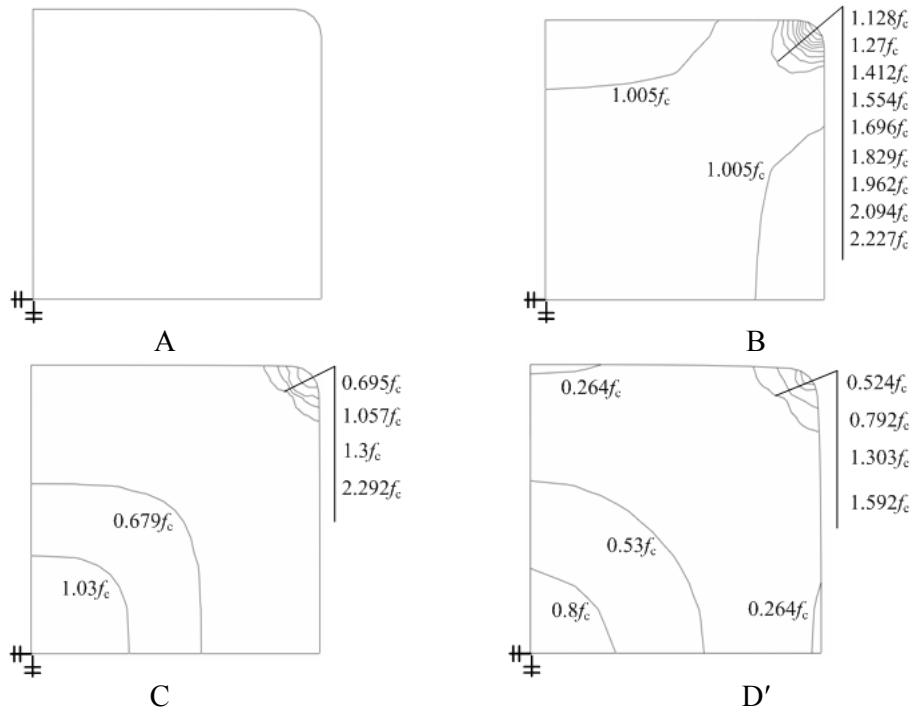 A
1.005fc
1.005fc
1.128fc
1.27fc
1.412fc
1.554fc
1.696fc
1.829fc
1.962fc
2.094fc
2.227fc
B
0.695fc
1.057fc
1.3fc
2.292fc
0.679fc
1.03fc
C
0.264fc
0.524fc
0.792fc
1.303fc
1.592fc
0.53fc
0.8fc
0.264fc
D′